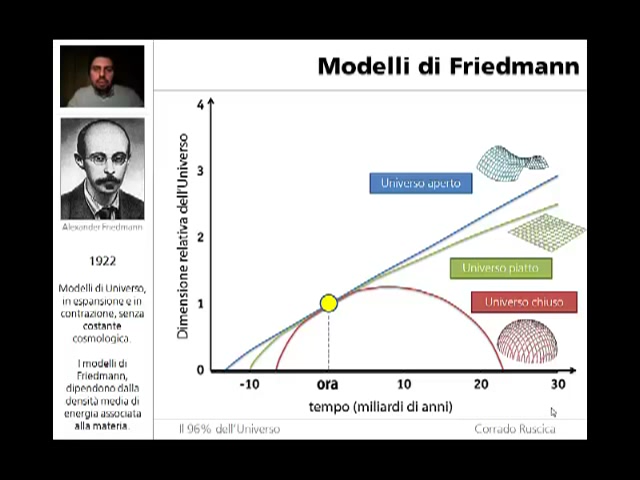 Modelli di Friedmann
Alexander Friedmann
1922
Modelli di Universo,
in espansione e in
contrazione, senza
costante
cosmologica.
I modelli di
Friedmann,
dipendono dalla
densità media di
energia associata
alla materia.
Dimensione relativa dell'Universo
4
3
2
1
0
Universo aperto
Universo piatto
Universo chiuso
-10
ora
10
20
30
tempo (miliardi di anni)
Il 96% dell'Universo
Corrado Ruscica